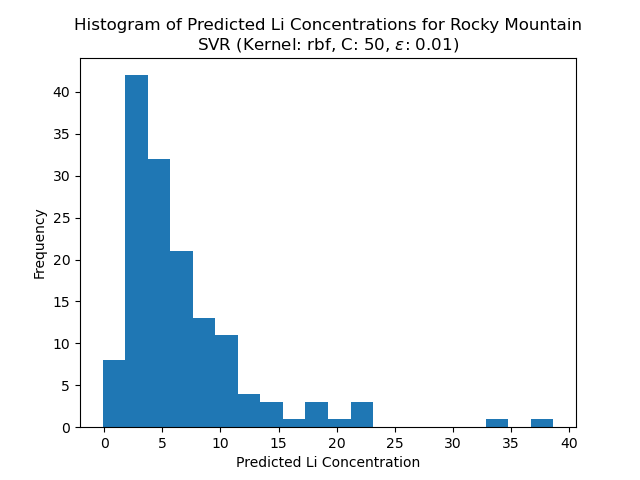 Histogram of Predicted Li Concentrations for Rocky Mountain
SVR (Kernel: rbf, C: 50, ε: 0.01)
40
35
30
25
20
15
10
5
0
Frequency
0 5 10 15 20 25 30 35 40
Predicted Li Concentration